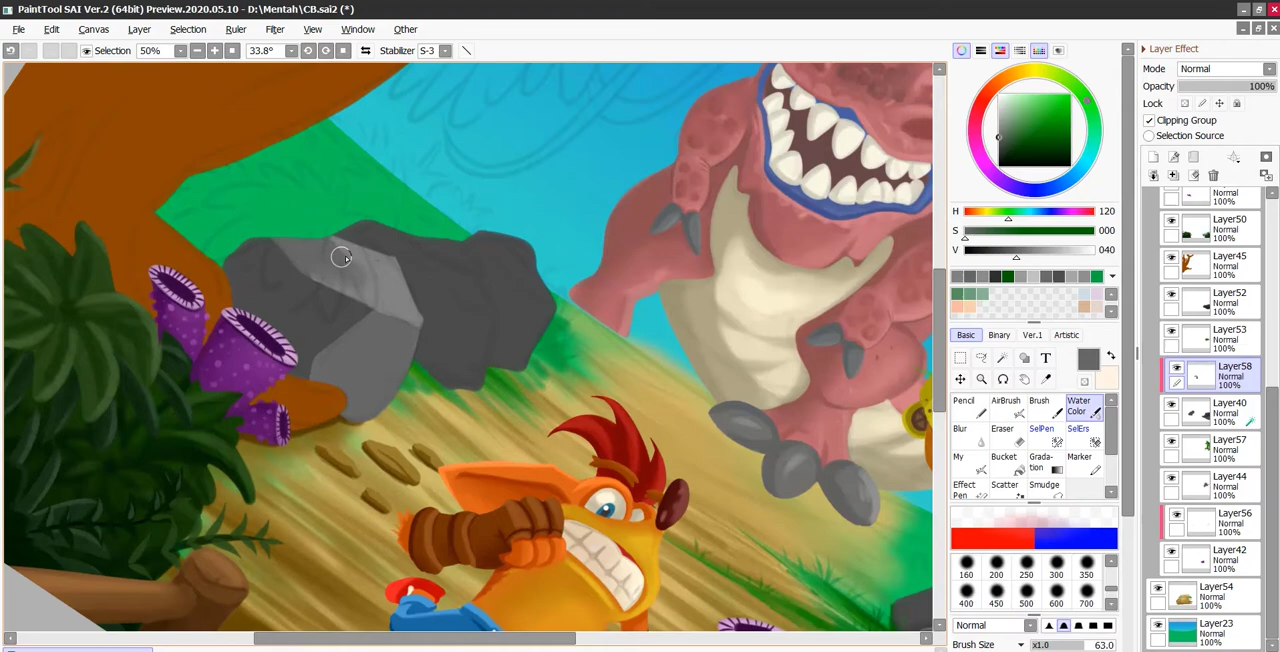 PaintTool SAI Ver.2 (64bit) Preview.2020.05.10 - D:\Mentah\CB.sai2 (*)
File Edit Canvas Layer Selection Ruler Filter View Window Other
Selection 50% 33.8° Stabilizer S-3
Layer Effect
Mode Normal
Opacity 100%
Lock
Clipping Group
Selection Source
H 120
S 000
V 040
Basic Binary Ver.1 Artistic
T
Pencil AirBrush Brush Water Color
Blur Eraser SelPen SelErs
My Bucket Grada-tion Marker
Effect Pen Scatter Smudge
160 200 250 300 350
400 450 500 600 700
Normal
Brush Size x1.0 63.0
Normal
100%
Layer50
Normal
100%
Layer45
Normal
100%
Layer52
Normal
100%
Layer53
Normal
100%
Layer58
Normal
100%
Layer40
Normal
100%
Layer57
Normal
100%
Layer44
Normal
100%
Layer56
Normal
100%
Layer42
Normal
100%
Layer54
Normal
100%
Layer23
Normal
100%